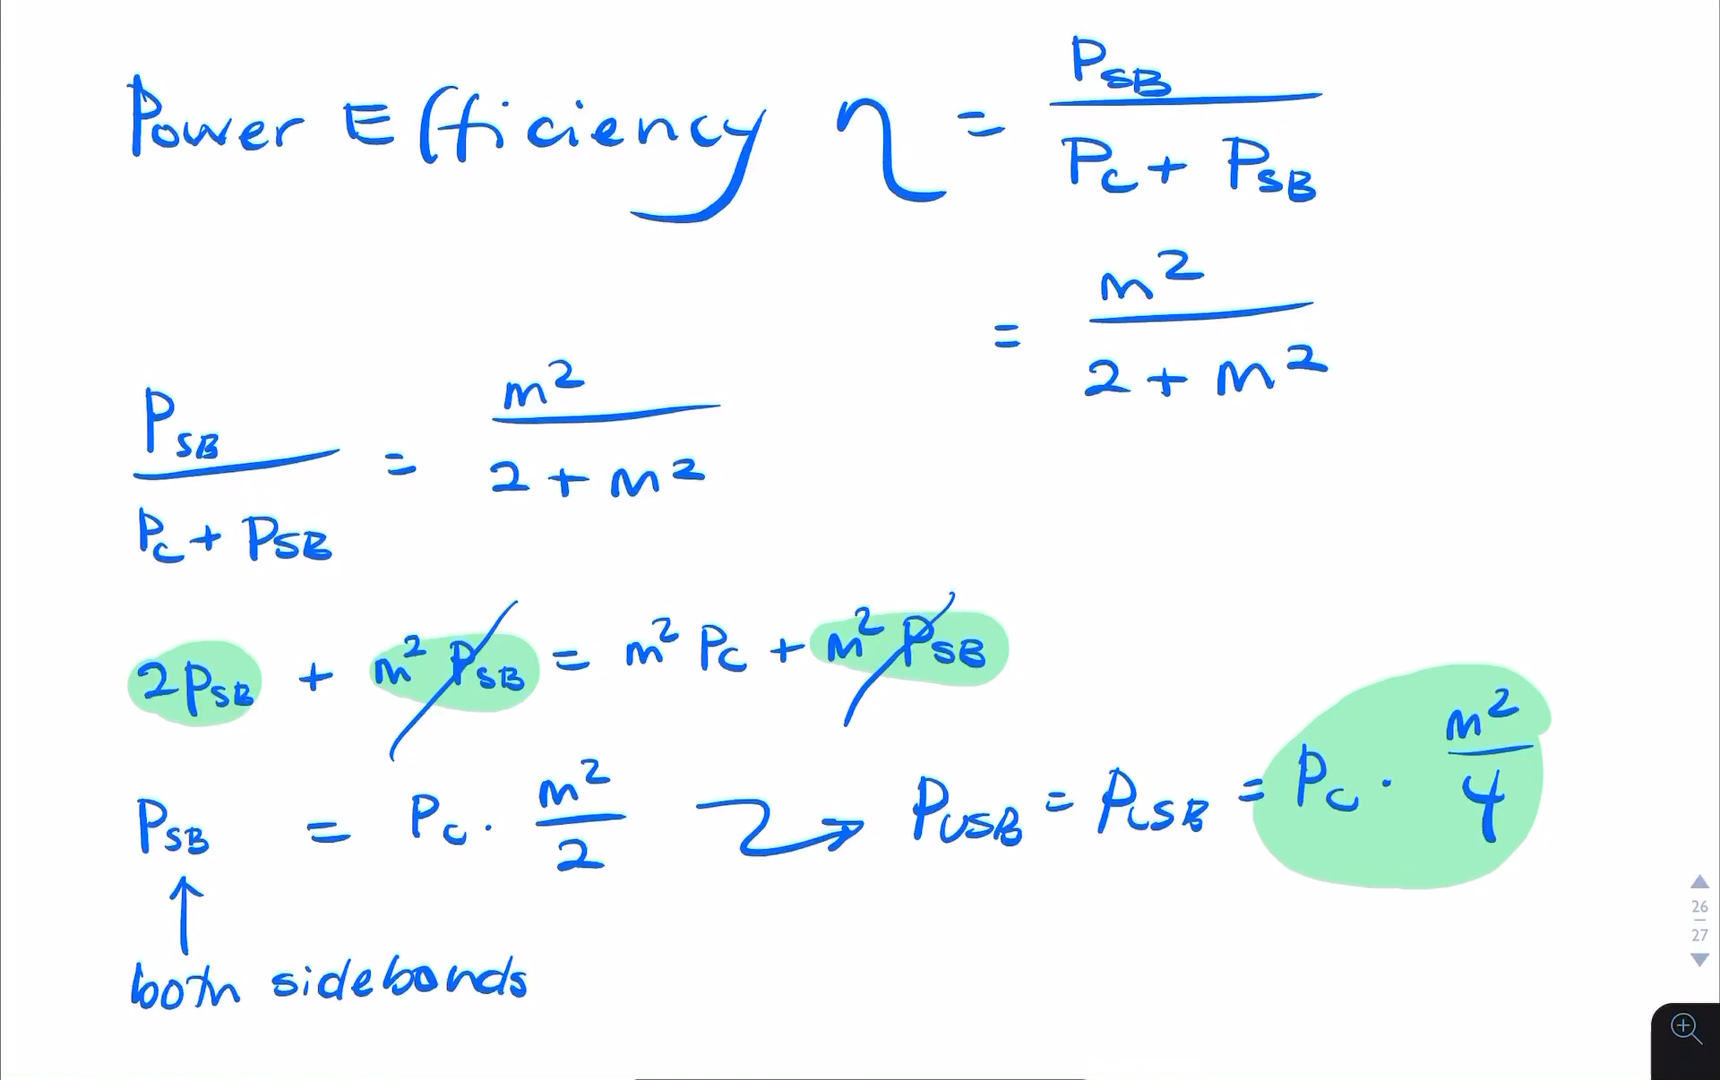 Power Efficiency η = P_SB / (P_C + P_SB)
= m² / (2 + m²)
P_SB / (P_C + P_SB) = m² / (2 + m²)
2P_SB + m² P_SB = m² P_C + m² P_SB
P_SB = P_C · m²/2 → P_USB = P_LSB = P_C · m²/4
↑
both sidebands
26
27